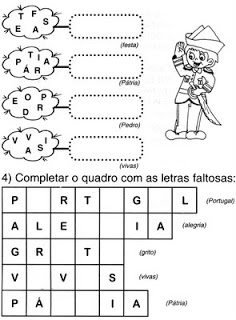 T F S
E A S
(festa)
P T I A
Á R
(Pátria)
E O P
D R
(Pedro)
V V I
A S
(vivas)
4) Completar o quadro com as letras faltosas:
P R T G L (Portugal)
A L E I A (alegria)
G R T (grito)
V V S (vivas)
P Á I A (Pátria)